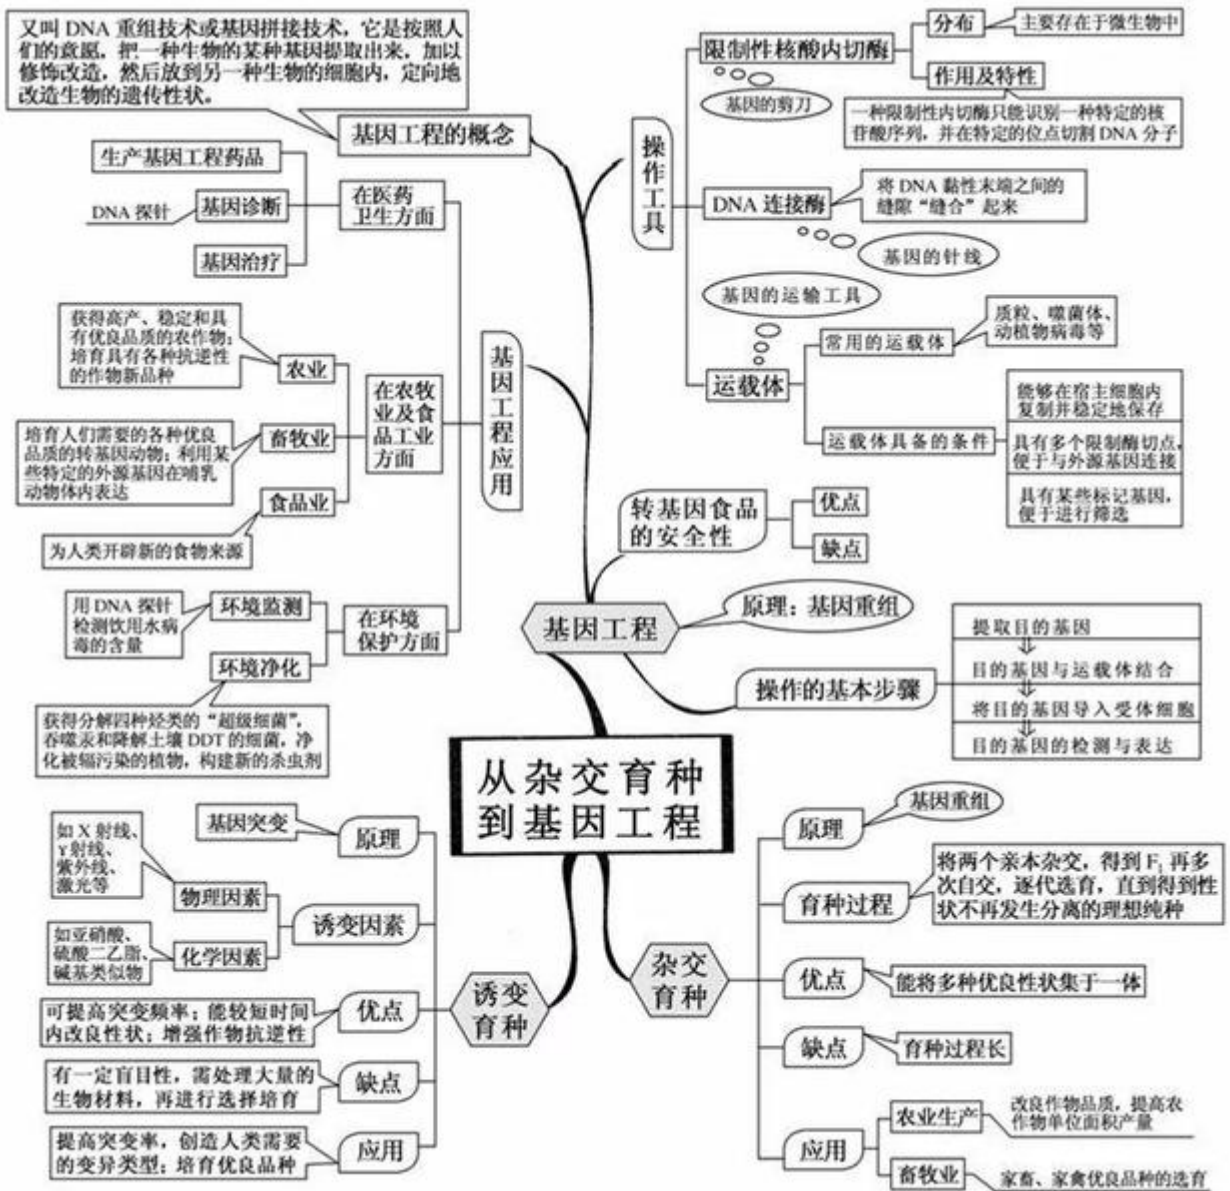 又叫 DNA 重组技术或基因拼接技术，它是按照人
们的意愿，把一种生物的某种基因提取出来，加以
修饰改造，然后放到另一种生物的细胞内，定向地
改造生物的遗传性状。
基因工程的概念
生产基因工程药品
DNA 探针
基因诊断
基因治疗
在医药
卫生方面
获得高产、稳定和具
有优良品质的农作物；
培育具有各种抗逆性
的作物新品种
农业
培育人们需要的各种优良
品质的转基因动物；利用某
些特定的外源基因在哺乳
动物体内表达
畜牧业
食品业
为人类开辟新的食物来源
在农牧
业及食
品工业
方面
基因工程应用
用 DNA 探针
检测饮用水病
毒的含量
环境监测
环境净化
获得分解四种烃类的“超级细菌”，
吞噬汞和降解土壤 DDT 的细菌，净
化被镉污染的植物，构建新的杀虫剂
在环境
保护方面
操作工具
限制性核酸内切酶
分布
主要存在于微生物中
作用及特性
一种限制性内切酶只能识别一种特定的核
苷酸序列，并在特定的位点切割 DNA 分子
基因的剪刀
DNA 连接酶
将 DNA 黏性末端之间的
缝隙“缝合”起来
基因的针线
基因的运输工具
运载体
常用的运载体
质粒、噬菌体、
动植物病毒等
运载体具备的条件
能够在宿主细胞内
复制并稳定地保存
具有多个限制酶切点，
便于与外源基因连接
具有某些标记基因，
便于进行筛选
转基因食品
的安全性
优点
缺点
基因工程
原理：基因重组
操作的基本步骤
提取目的基因
目的基因与运载体结合
将目的基因导入受体细胞
目的基因的检测与表达
从杂交育种
到基因工程
基因突变
原理
如 X 射线、
γ射线、
紫外线、
激光等
物理因素
如亚硝酸、
硫酸二乙脂、
碱基类似物
化学因素
诱变因素
可提高突变频率；能较短时间
内改良性状；增强作物抗逆性
优点
有一定盲目性，需处理大量的
生物材料，再进行选择培育
缺点
提高突变率，创造人类需要
的变异类型；培育优良品种
应用
诱变
育种
杂交
育种
原理
基因重组
育种过程
将两个亲本杂交，得到 F₁ 再多
次自交，逐代选育，直到得到性
状不再发生分离的理想纯种
优点
能将多种优良性状集于一体
缺点
育种过程长
应用
农业生产
改良作物品质，提高农
作物单位面积产量
畜牧业
家畜、家禽优良品种的选育